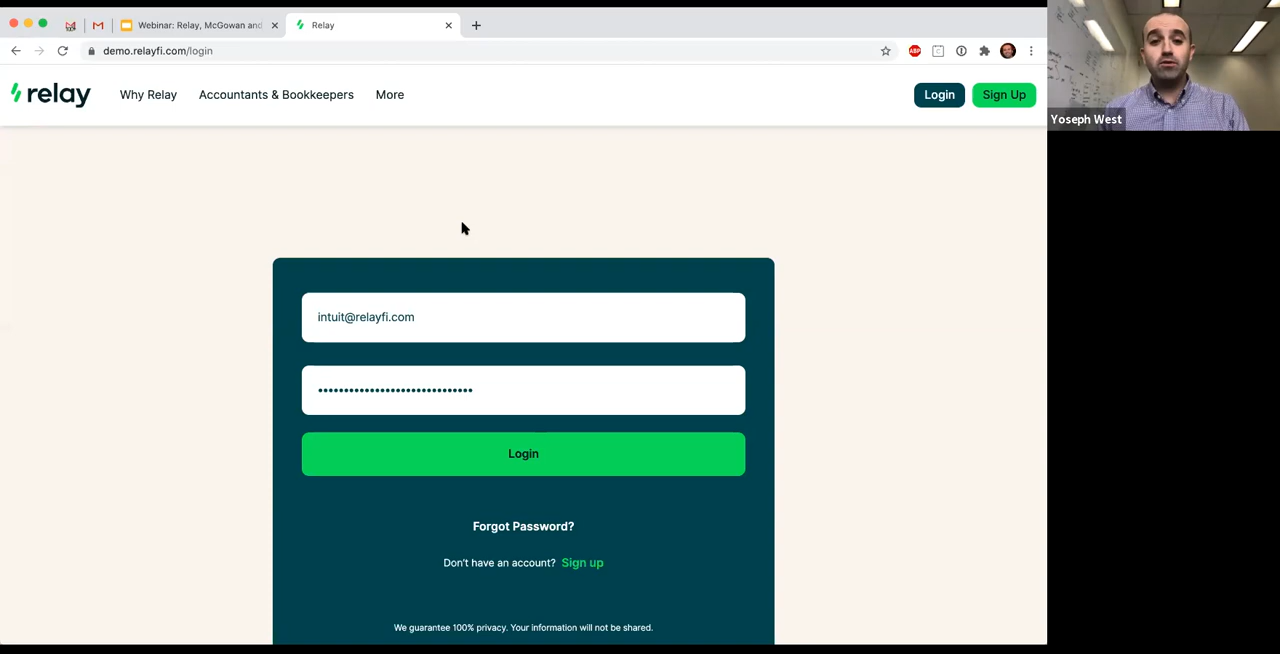 Webinar: Relay, McGowan and
Relay
demo.relayfi.com/login
ABP
relay
Why Relay
Accountants & Bookkeepers
More
Login
Sign Up
Yoseph West
intuit@relayfi.com
••••••••••••••••••••••••••••••
Login
Forgot Password?
Don't have an account? Sign up
We guarantee 100% privacy. Your information will not be shared.